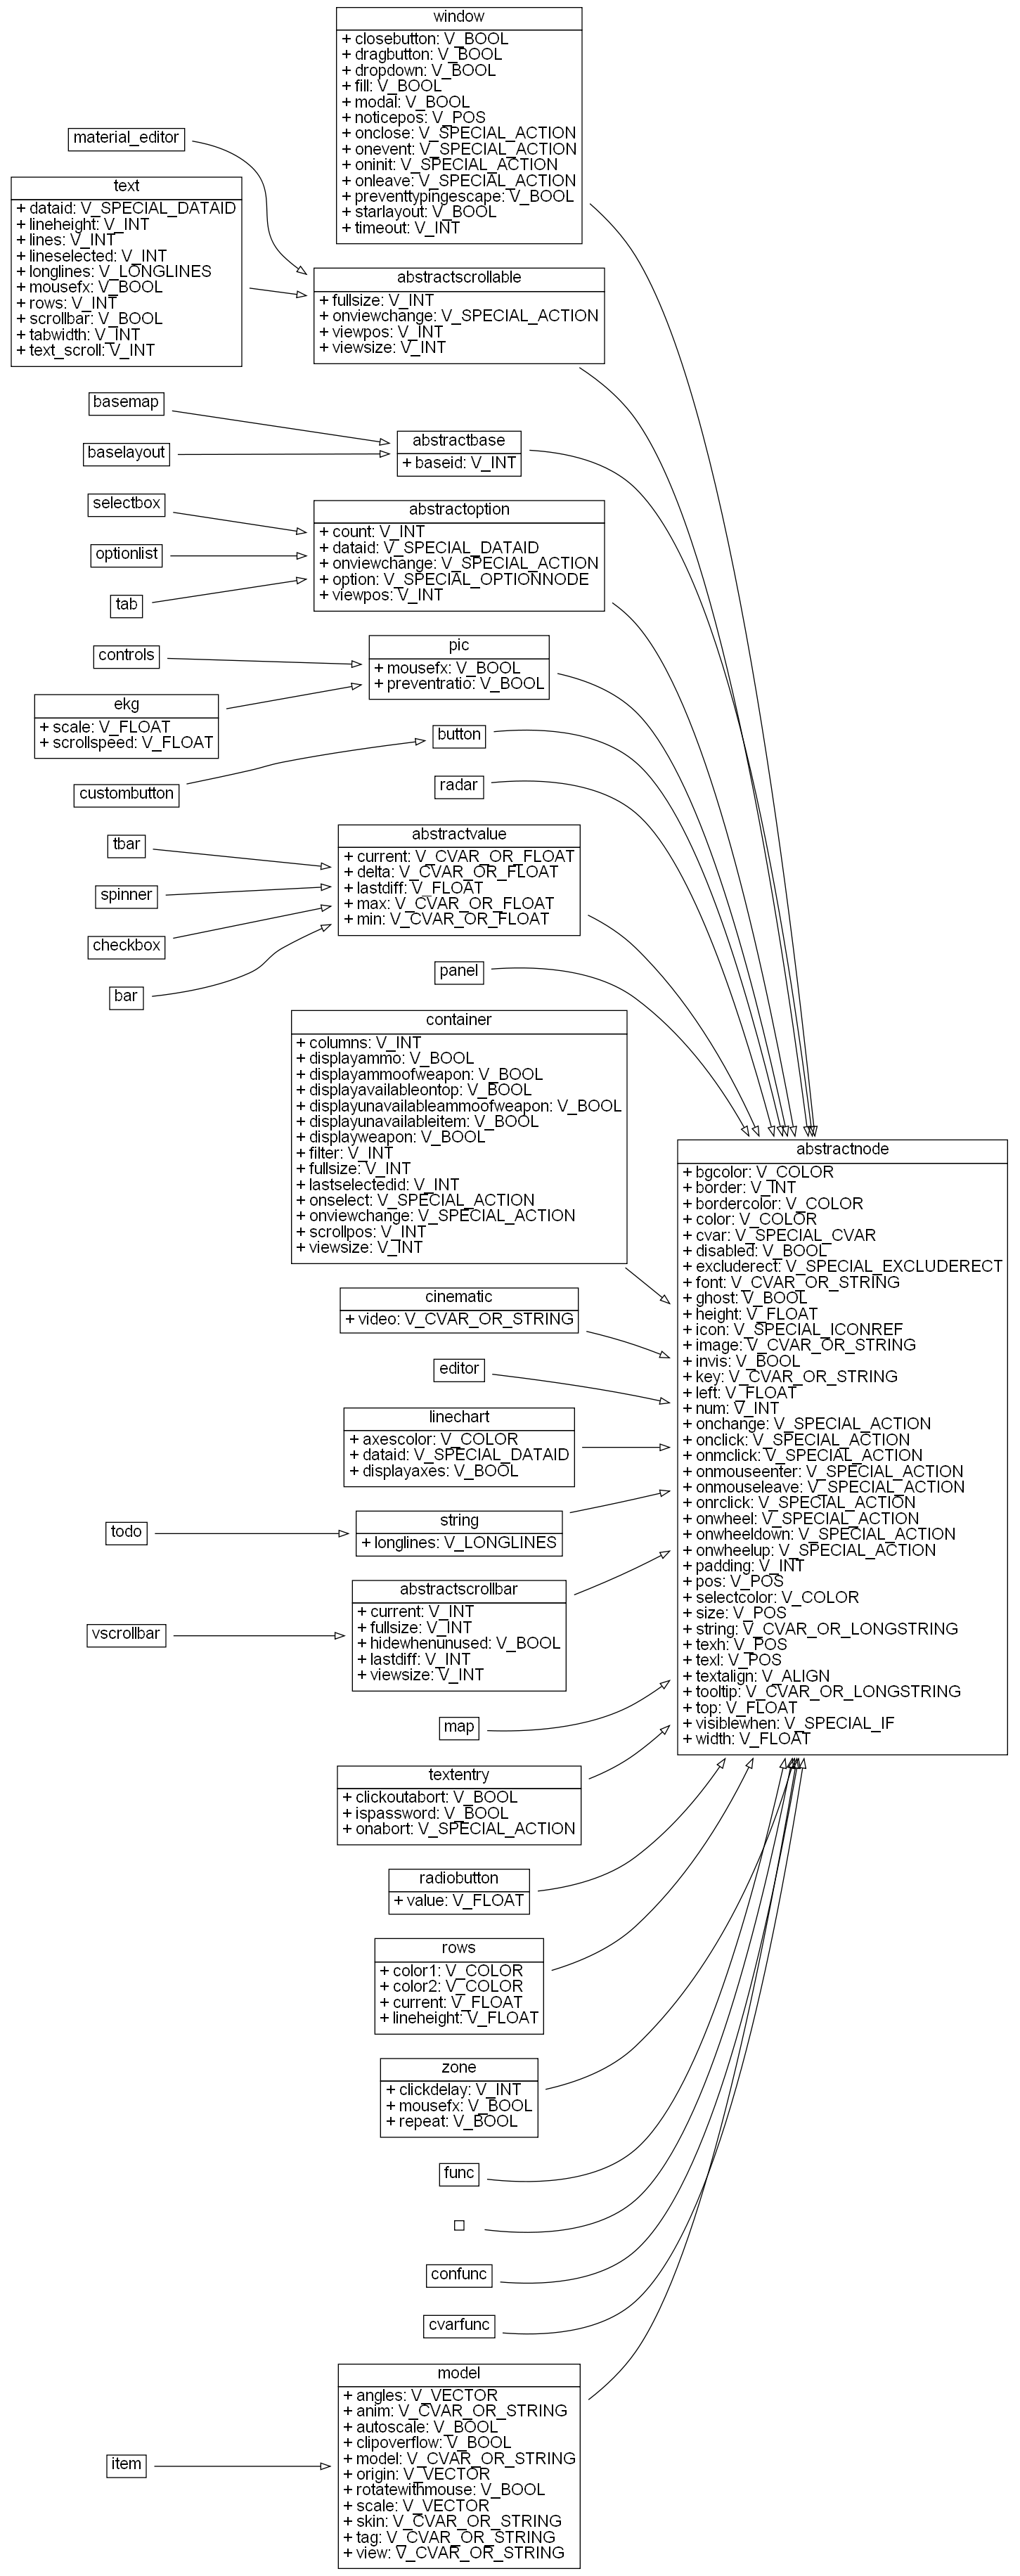 window
+ closebutton: V_BOOL
+ dragbutton: V_BOOL
+ dropdown: V_BOOL
+ fill: V_BOOL
+ modal: V_BOOL
+ noticepos: V_POS
+ onclose: V_SPECIAL_ACTION
+ onevent: V_SPECIAL_ACTION
+ oninit: V_SPECIAL_ACTION
+ onleave: V_SPECIAL_ACTION
+ preventtypingescape: V_BOOL
+ starlayout: V_BOOL
+ timeout: V_INT
material_editor
text
+ dataid: V_SPECIAL_DATAID
+ lineheight: V_INT
+ lines: V_INT
+ lineselected: V_INT
+ longlines: V_LONGLINES
+ mousefx: V_BOOL
+ rows: V_INT
+ scrollbar: V_BOOL
+ tabwidth: V_INT
+ text_scroll: V_INT
abstractscrollable
+ fullsize: V_INT
+ onviewchange: V_SPECIAL_ACTION
+ viewpos: V_INT
+ viewsize: V_INT
basemap
baselayout
abstractbase
+ baseid: V_INT
selectbox
optionlist
tab
abstractoption
+ count: V_INT
+ dataid: V_SPECIAL_DATAID
+ onviewchange: V_SPECIAL_ACTION
+ option: V_SPECIAL_OPTIONNODE
+ viewpos: V_INT
controls
ekg
+ scale: V_FLOAT
+ scrollspeed: V_FLOAT
pic
+ mousefx: V_BOOL
+ preventratio: V_BOOL
custombutton
button
radar
tbar
spinner
checkbox
bar
abstractvalue
+ current: V_CVAR_OR_FLOAT
+ delta: V_CVAR_OR_FLOAT
+ lastdiff: V_FLOAT
+ max: V_CVAR_OR_FLOAT
+ min: V_CVAR_OR_FLOAT
panel
container
+ columns: V_INT
+ displayammo: V_BOOL
+ displayammoofweapon: V_BOOL
+ displayavailableontop: V_BOOL
+ displayunavailableammoofweapon: V_BOOL
+ displayunavailableitem: V_BOOL
+ displayweapon: V_BOOL
+ filter: V_INT
+ fullsize: V_INT
+ lastselectedid: V_INT
+ onselect: V_SPECIAL_ACTION
+ onviewchange: V_SPECIAL_ACTION
+ scrollpos: V_INT
+ viewsize: V_INT
abstractnode
+ bgcolor: V_COLOR
+ border: V_INT
+ bordercolor: V_COLOR
+ color: V_COLOR
+ cvar: V_SPECIAL_CVAR
+ disabled: V_BOOL
+ excluderect: V_SPECIAL_EXCLUDERECT
+ font: V_CVAR_OR_STRING
+ ghost: V_BOOL
+ height: V_FLOAT
+ icon: V_SPECIAL_ICONREF
+ image: V_CVAR_OR_STRING
+ invis: V_BOOL
+ key: V_CVAR_OR_STRING
+ left: V_FLOAT
+ num: V_INT
+ onchange: V_SPECIAL_ACTION
+ onclick: V_SPECIAL_ACTION
+ onmclick: V_SPECIAL_ACTION
+ onmouseenter: V_SPECIAL_ACTION
+ onmouseleave: V_SPECIAL_ACTION
+ onrclick: V_SPECIAL_ACTION
+ onwheel: V_SPECIAL_ACTION
+ onwheeldown: V_SPECIAL_ACTION
+ onwheelup: V_SPECIAL_ACTION
+ padding: V_INT
+ pos: V_POS
+ selectcolor: V_COLOR
+ size: V_POS
+ string: V_CVAR_OR_LONGSTRING
+ texh: V_POS
+ texl: V_POS
+ textalign: V_ALIGN
+ tooltip: V_CVAR_OR_LONGSTRING
+ top: V_FLOAT
+ visiblewhen: V_SPECIAL_IF
+ width: V_FLOAT
cinematic
+ video: V_CVAR_OR_STRING
editor
linechart
+ axescolor: V_COLOR
+ dataid: V_SPECIAL_DATAID
+ displayaxes: V_BOOL
todo
string
+ longlines: V_LONGLINES
vscrollbar
abstractscrollbar
+ current: V_INT
+ fullsize: V_INT
+ hidewhenunused: V_BOOL
+ lastdiff: V_INT
+ viewsize: V_INT
map
textentry
+ clickoutabort: V_BOOL
+ ispassword: V_BOOL
+ onabort: V_SPECIAL_ACTION
radiobutton
+ value: V_FLOAT
rows
+ color1: V_COLOR
+ color2: V_COLOR
+ current: V_FLOAT
+ lineheight: V_FLOAT
zone
+ clickdelay: V_INT
+ mousefx: V_BOOL
+ repeat: V_BOOL
func
confunc
cvarfunc
item
model
+ angles: V_VECTOR
+ anim: V_CVAR_OR_STRING
+ autoscale: V_BOOL
+ clipoverflow: V_BOOL
+ model: V_CVAR_OR_STRING
+ origin: V_VECTOR
+ rotatewithmouse: V_BOOL
+ scale: V_VECTOR
+ skin: V_CVAR_OR_STRING
+ tag: V_CVAR_OR_STRING
+ view: V_CVAR_OR_STRING